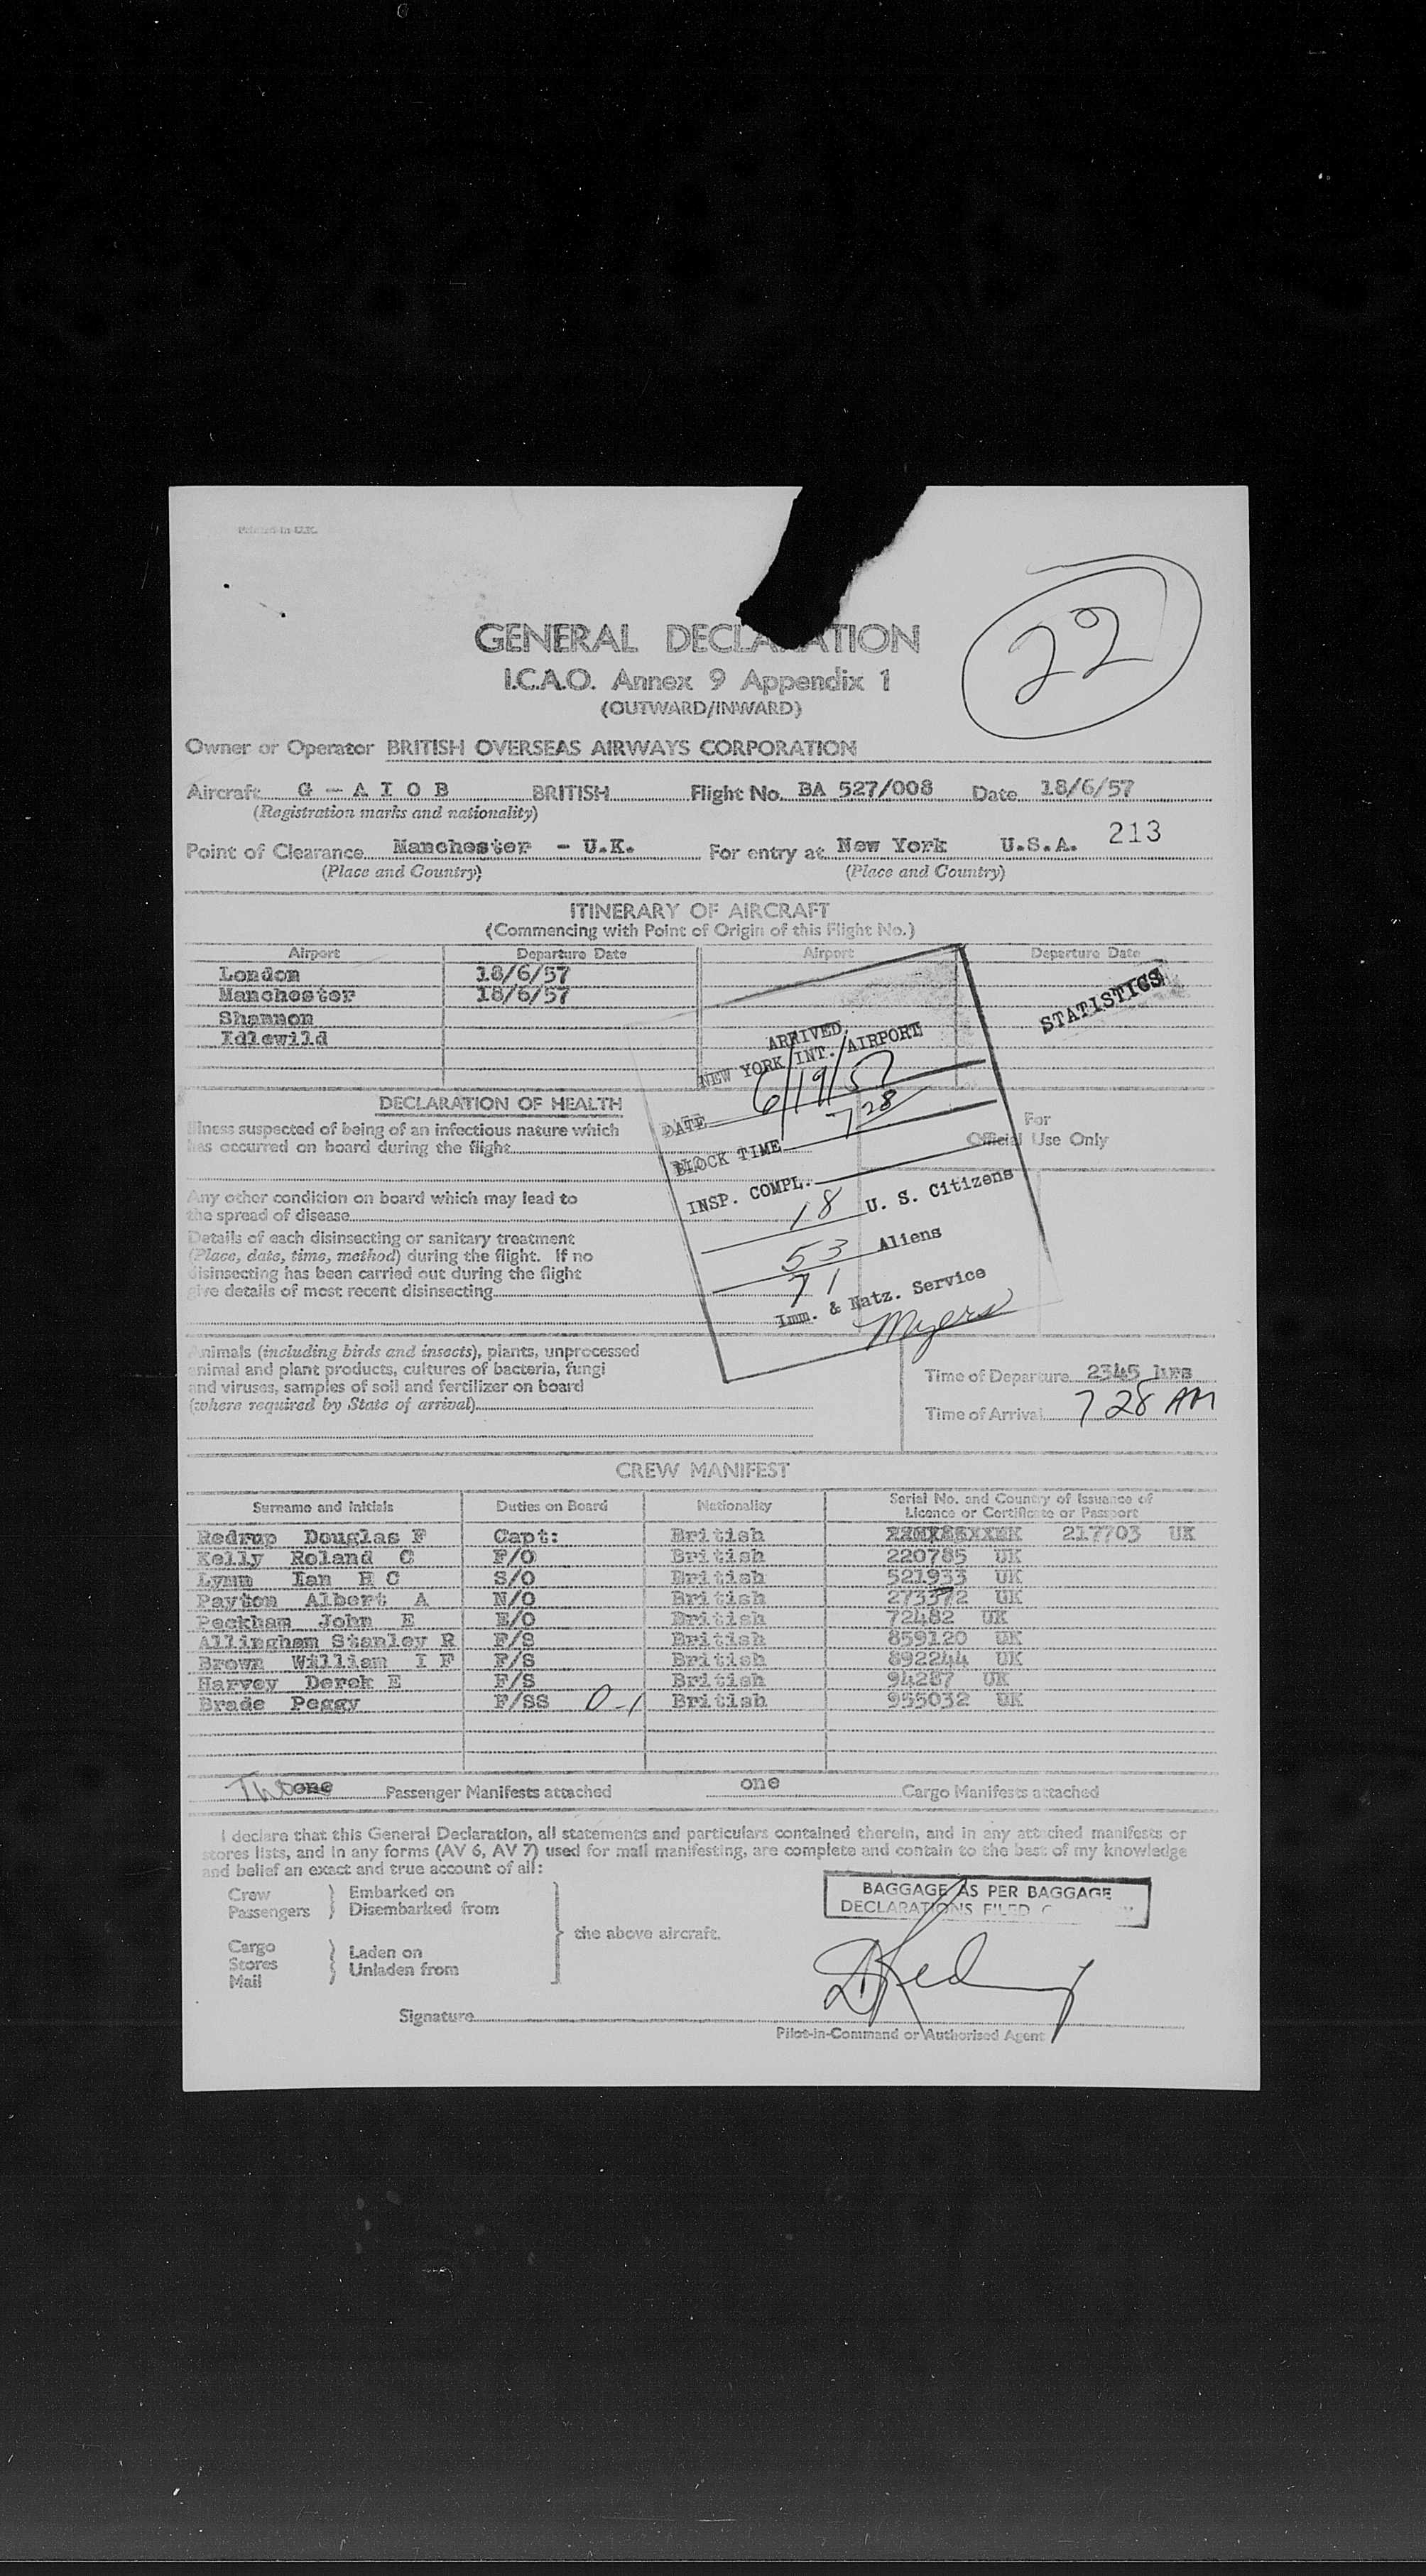 Printed in U.K.
22
GENERAL DECLARATION
I.C.A.O. Annex 9 Appendix 1
(OUTWARD/INWARD)
Owner or Operator BRITISH OVERSEAS AIRWAYS CORPORATION
Aircraft G - A I O B BRITISH Flight No. BA 527/008 Date 18/6/57
(Registration marks and nationality)
213
Point of Clearance Manchester - U.K. For entry at New York U.S.A.
(Place and Country) (Place and Country)
ITINERARY OF AIRCRAFT
(Commencing with Point of Origin of this Flight No.)
Airport Departure Date Airport Departure Date
London 18/6/57
Manchester 18/6/57
Shannon
Idlewild
STATISTICS
ARRIVED
NEW YORK INT. AIRPORT
DATE 6/19/57
BLOCK TIME 728
INSP. COMPL.
18 U. S. Citizens
53 Aliens
71
Imm. & Natz. Service
Myers
DECLARATION OF HEALTH
Illness suspected of being of an infectious nature which
has occurred on board during the flight
For
Official Use Only
Any other condition on board which may lead to
the spread of disease
Details of each disinsecting or sanitary treatment
(Place, date, time, method) during the flight. If no
disinsecting has been carried out during the flight
give details of most recent disinsecting
Animals (including birds and insects), plants, unprocessed
animal and plant products, cultures of bacteria, fungi
and viruses, samples of soil and fertilizer on board
(where required by State of arrival)
Time of Departure 2345 hrs
Time of Arrival 728 AM
CREW MANIFEST
Surname and Initials Duties on Board Nationality Serial No. and Country of Issuance of
Licence or Certificate or Passport
Redrup Douglas F Capt: British 217703 UK
Kelly Roland C F/O British 220785 UK
Lynn Ian H C S/O British 521933 UK
Payton Albert A N/O British 273372 UK
Peckham John E E/O British 72482 UK
Allingham Stanley R F/S British 859120 UK
Brown William I F F/S British 892244 UK
Harvey Derek E F/S British 94287 UK
Brade Peggy F/SS 0-1 British 955032 UK
one Passenger Manifests attached one Cargo Manifests attached
I declare that this General Declaration, all statements and particulars contained therein, and in any attached manifests or
stores lists, and in any forms (AV 6, AV 7) used for mail manifesting, are complete and contain to the best of my knowledge
and belief an exact and true account of all:
Crew } Embarked on
Passengers } Disembarked from
the above aircraft.
Cargo
Stores } Laden on
Mail } Unladen from
BAGGAGE AS PER BAGGAGE
DECLARATIONS FILED
Signature
Pilot-in-Command or Authorised Agent